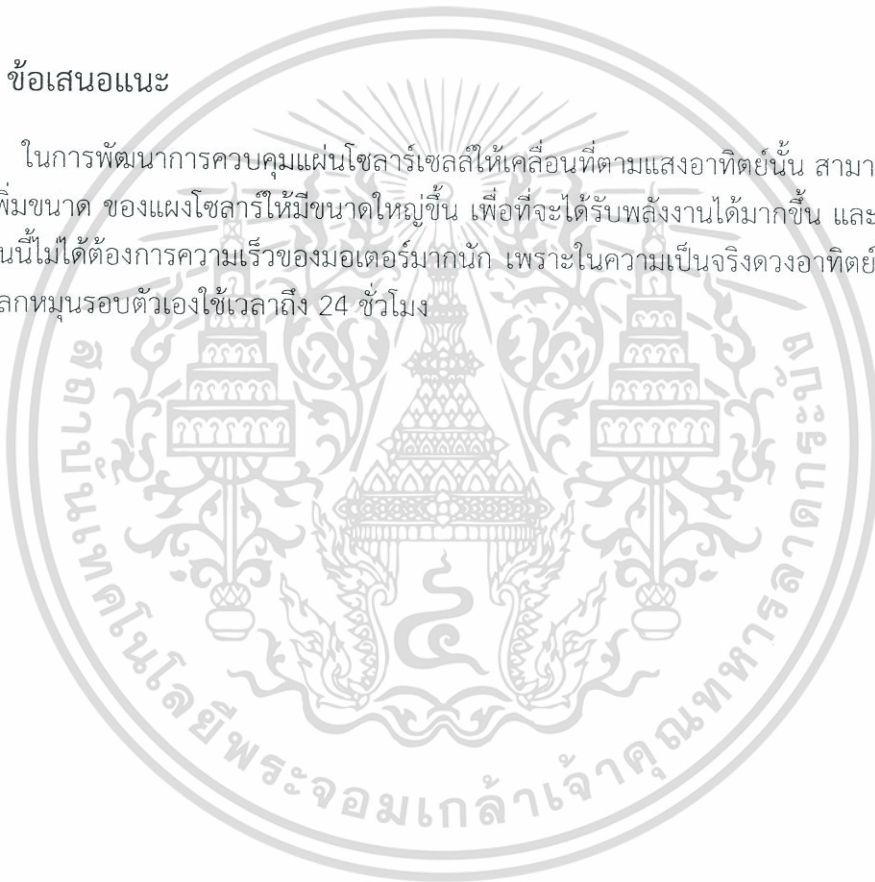 ข้อเสนอแนะ
ในการพัฒนาการควบคุมแผ่นโซลาร์เซลล์ให้เคลื่อนที่ตามแสงอาทิตย์นั้น สามา
พิ่มขนาด ของแผงโซลาร์ให้มีขนาดใหญ่ขึ้น เพื่อที่จะได้รับพลังงานได้มากขึ้น และ
นนี้ไม่ได้ต้องการความเร็วของมอเตอร์มากนัก เพราะในความเป็นจริงดวงอาทิตย์
ลกหมุนรอบตัวเองใช้เวลาถึง 24 ชั่วโมง
สถาบันเทคโนโลยีพระจอมเกล้าเจ้าคุณทหารลาดกระบัง